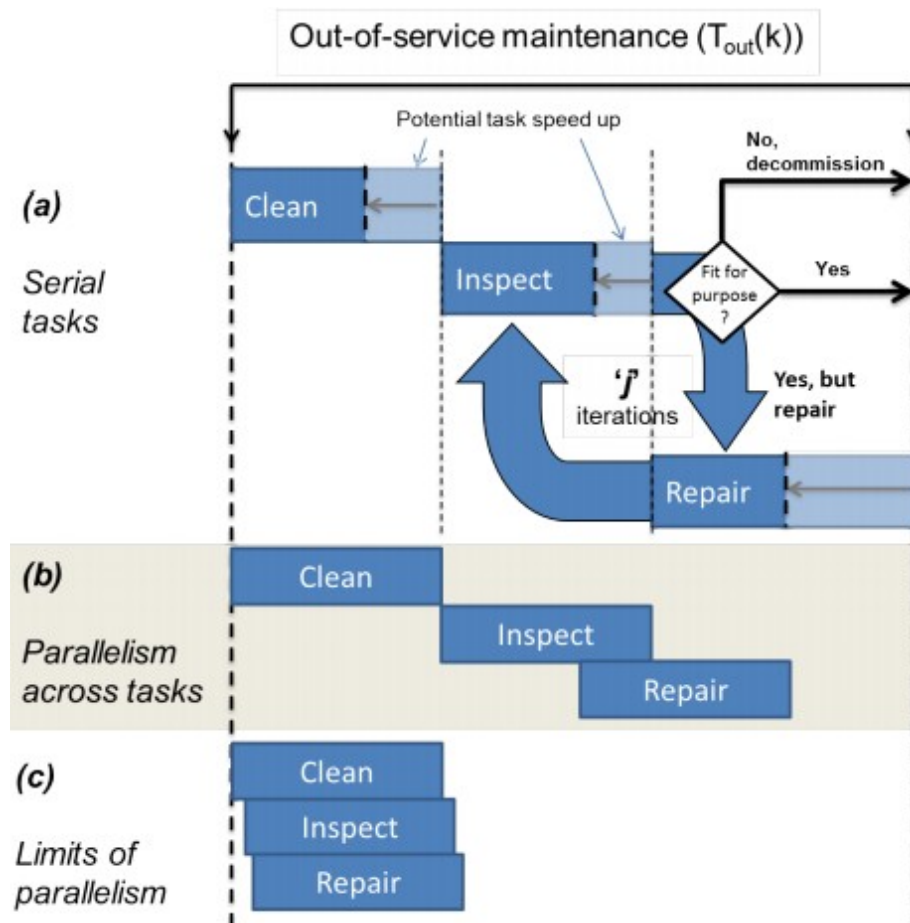 Out-of-service maintenance (Tout(k))
Potential task speed up
No,
decommission
(a)
Clean
Serial
tasks
Inspect
Fit for
purpose
?
Yes
‘j’
iterations
Yes, but
repair
Repair
(b)
Clean
Parallelism
across tasks
Inspect
Repair
(c)
Clean
Limits of
parallelism
Inspect
Repair